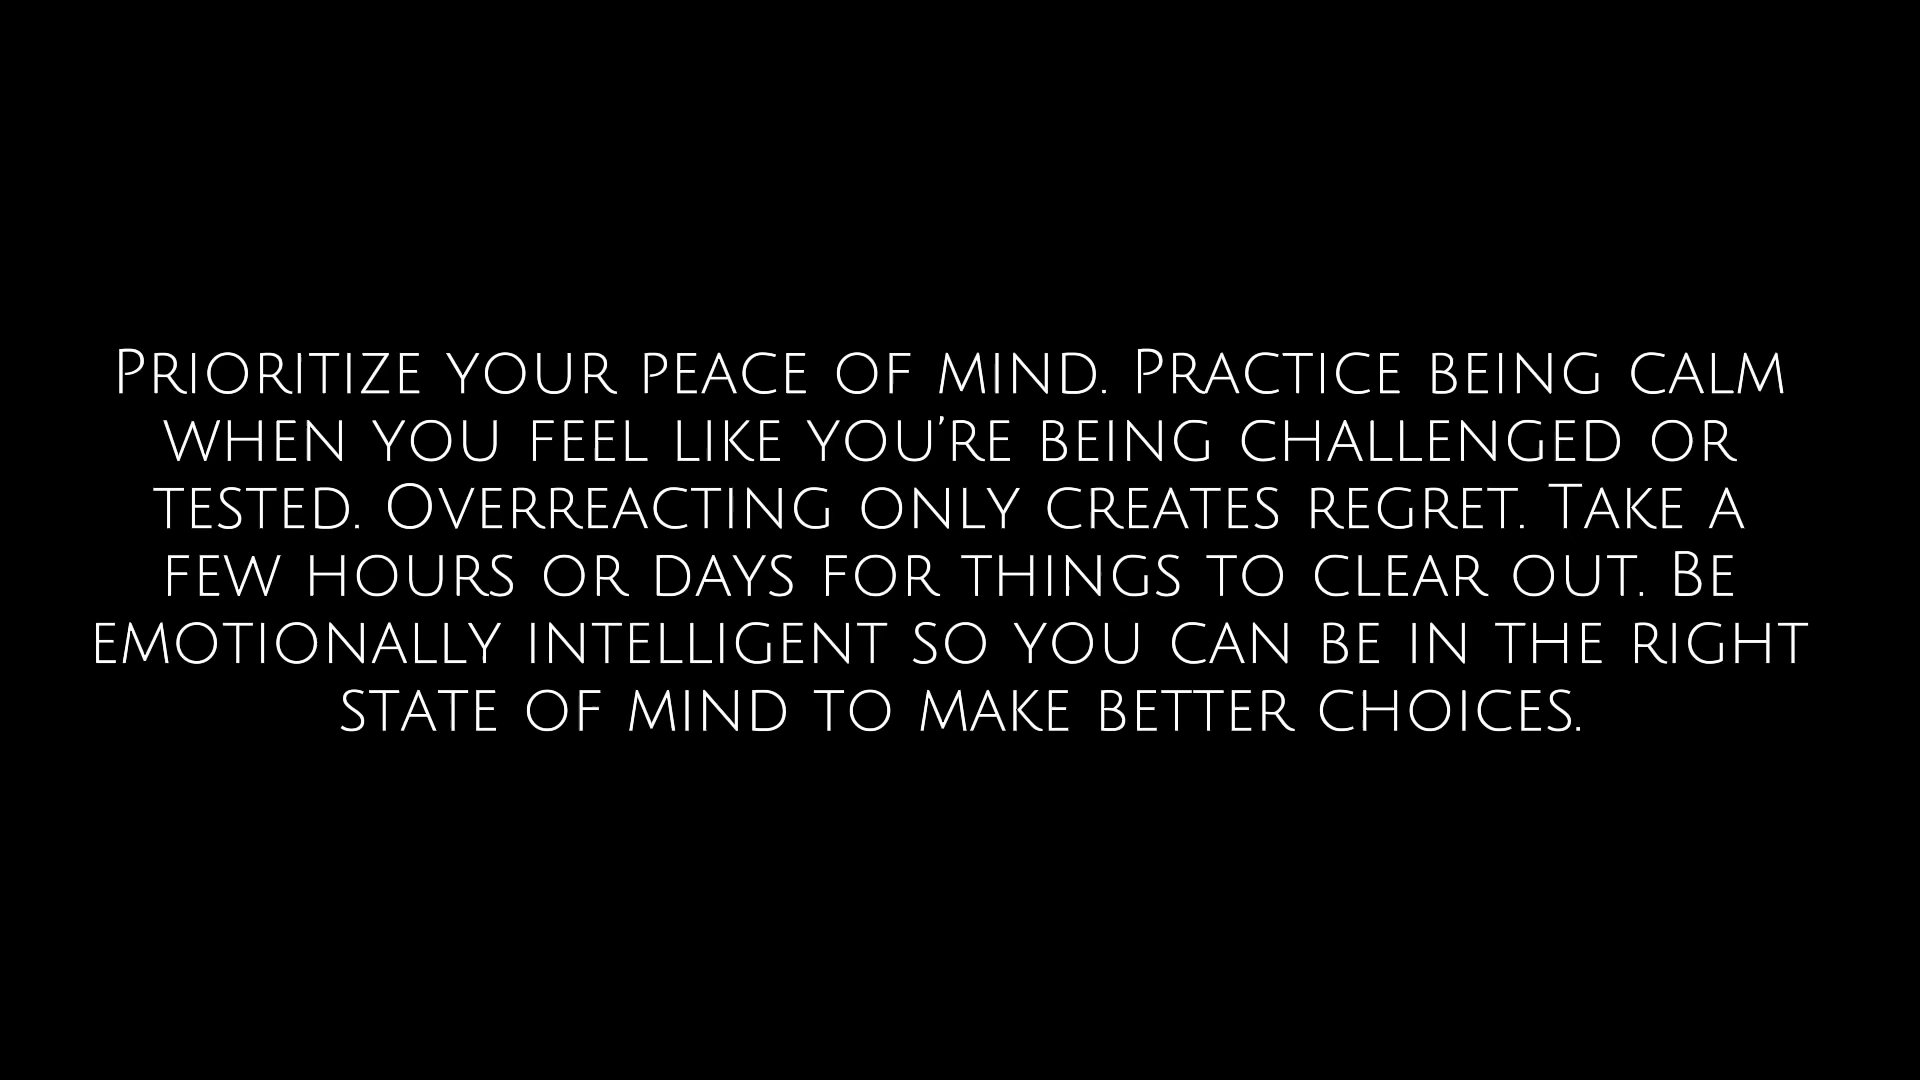 Prioritize your peace of mind. Practice being calm
when you feel like you’re being challenged or
tested. Overreacting only creates regret. Take a
few hours or days for things to clear out. Be
emotionally intelligent so you can be in the right
state of mind to make better choices.